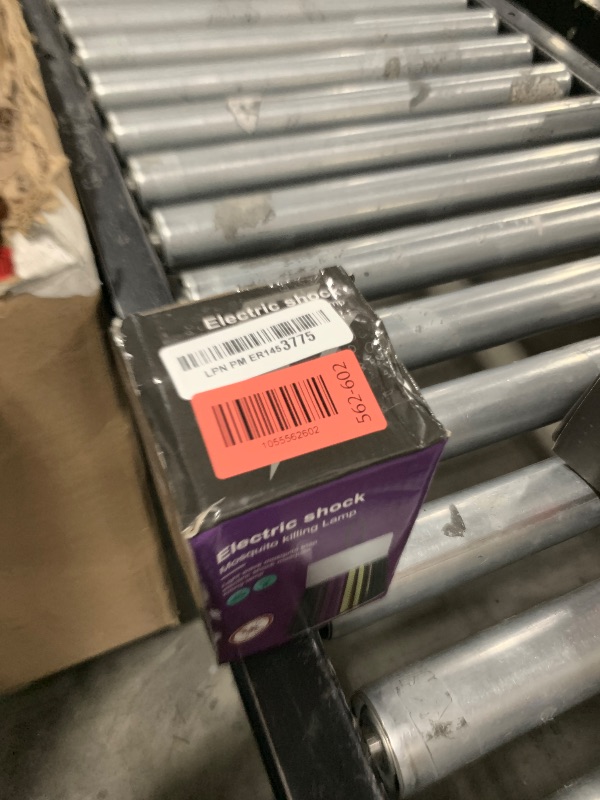 Electric shock
LPN PM ER1453775
562-602
1055562602
Electric shock
Mosquito killing Lamp